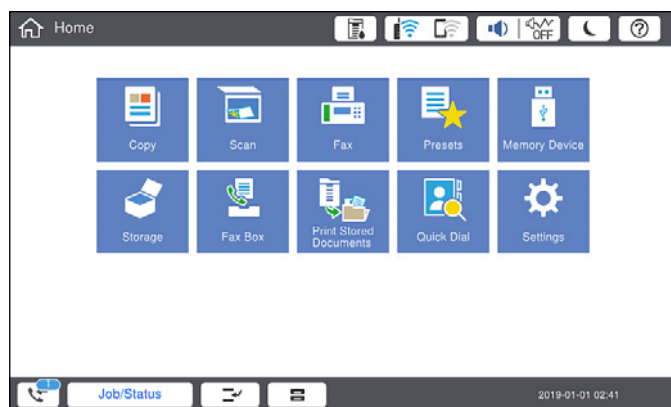 Home
OFF
Copy
Scan
Fax
Presets
Memory Device
Storage
Fax Box
Print Stored
Documents
Quick Dial
Settings
1
Job/Status
2019-01-01 02:41